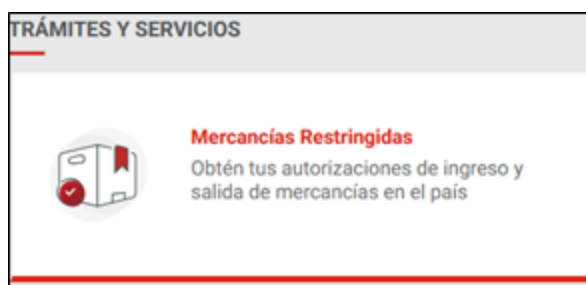 TRÁMITES Y SERVICIOS
Mercancías Restringidas
Obtén tus autorizaciones de ingreso y
salida de mercancías en el país